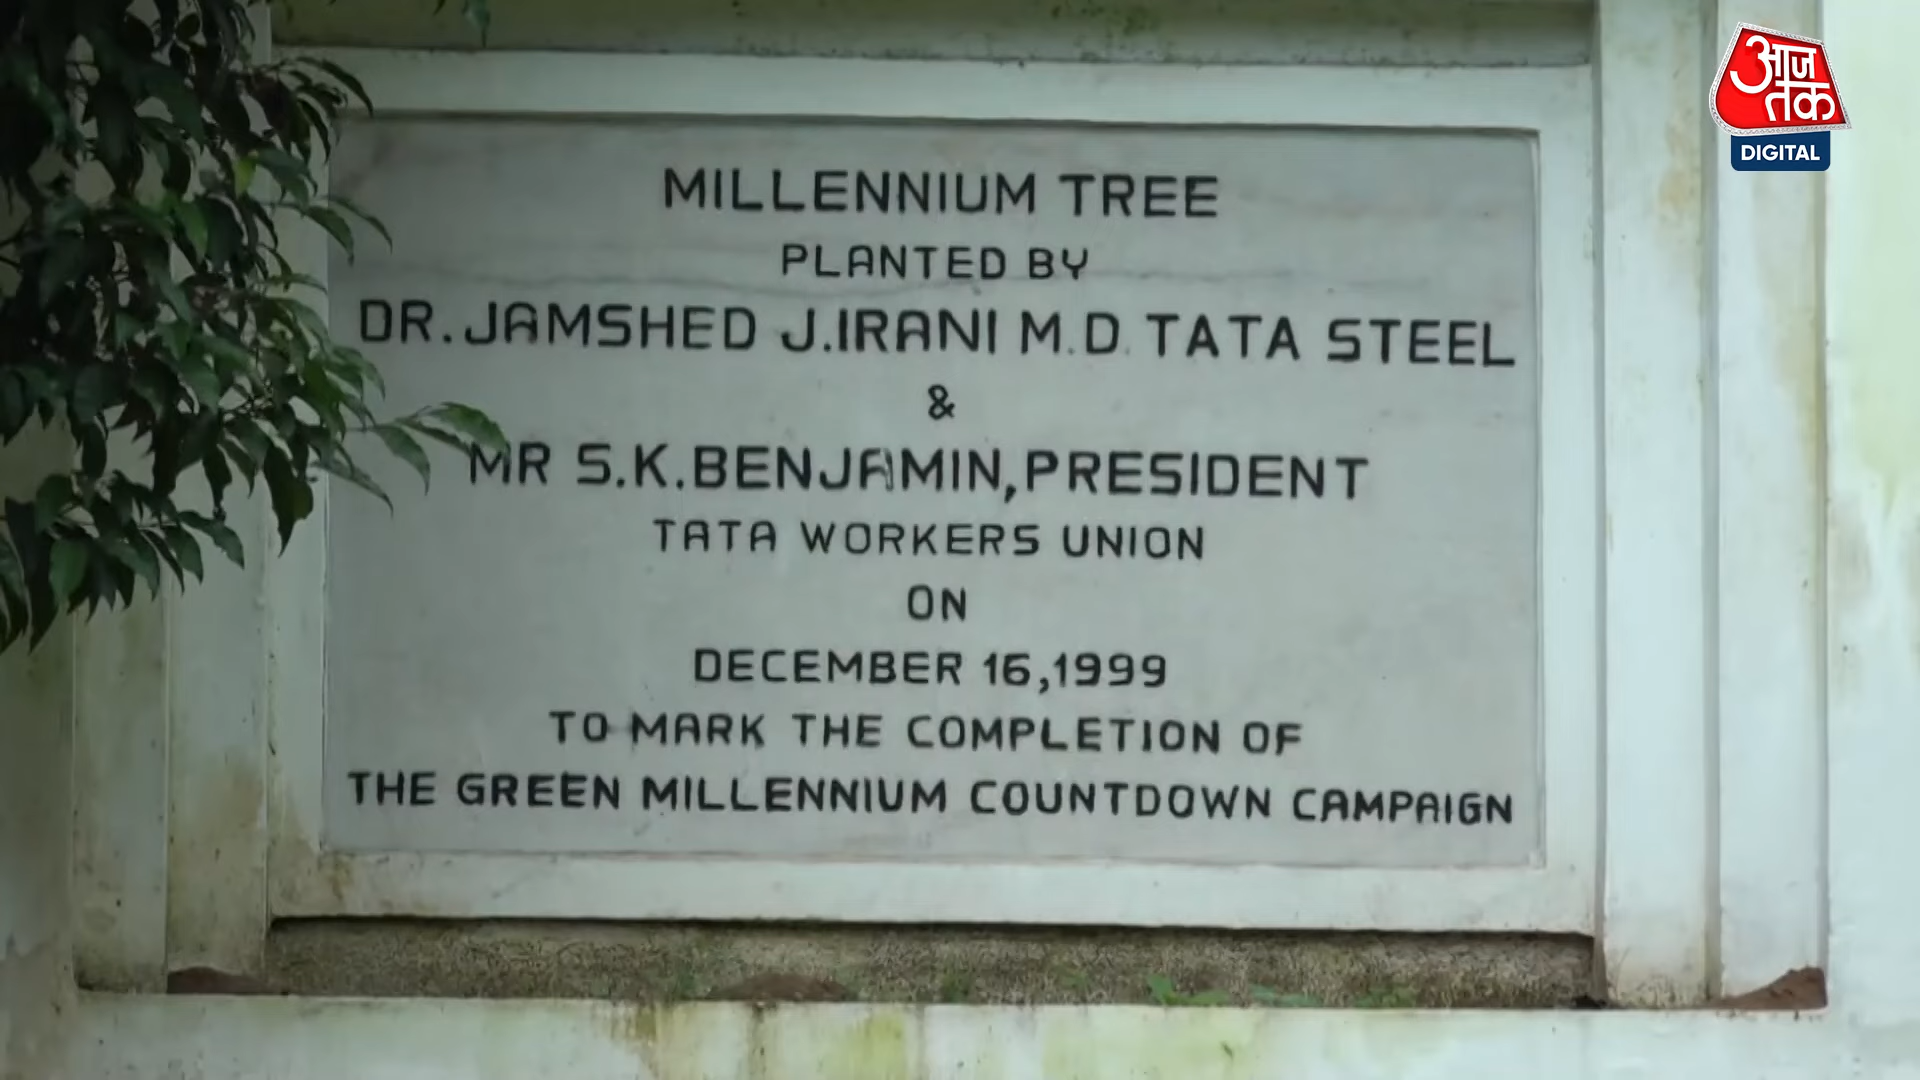 आज
तक
DIGITAL
MILLENNIUM TREE
PLANTED BY
DR. JAMSHED J. IRANI M.D. TATA STEEL
&
MR S.K. BENJAMIN, PRESIDENT
TATA WORKERS UNION
ON
DECEMBER 16, 1999
TO MARK THE COMPLETION OF
THE GREEN MILLENNIUM COUNTDOWN CAMPAIGN